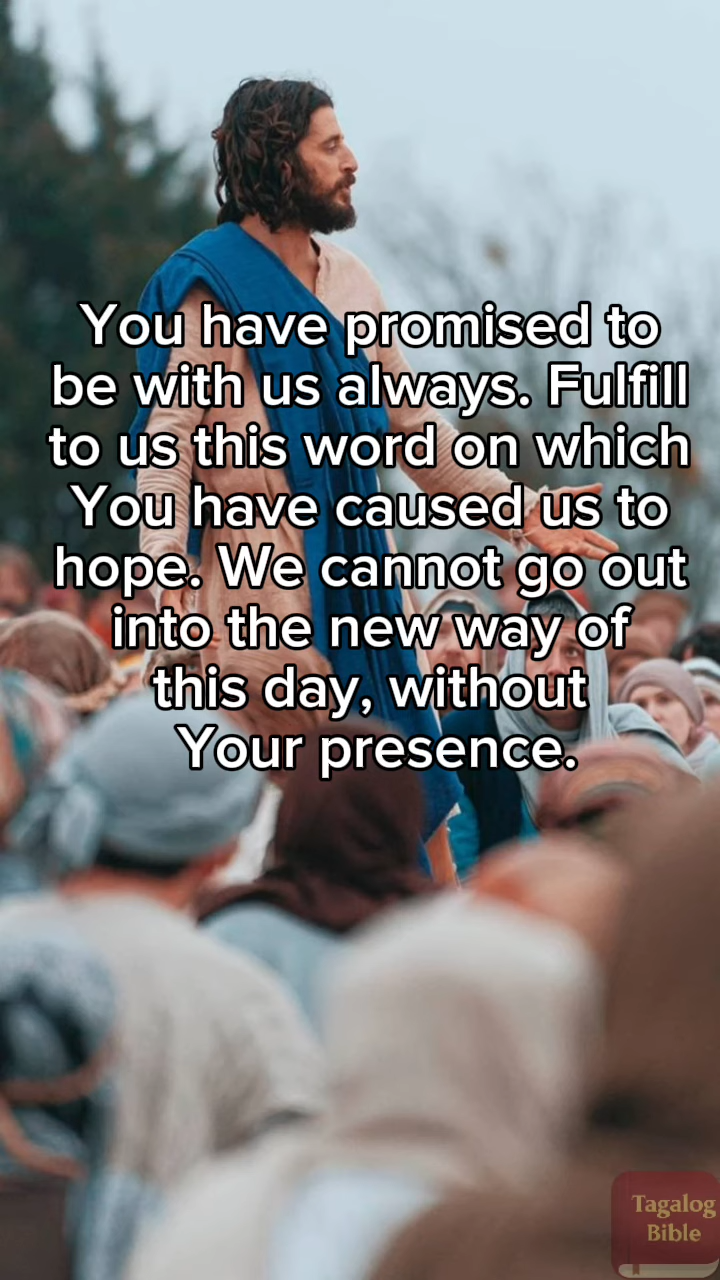 You have promised to
be with us always. Fulfill
to us this word on which
You have caused us to
hope. We cannot go out
into the new way of
this day, without
Your presence.
Tagalog
Bible